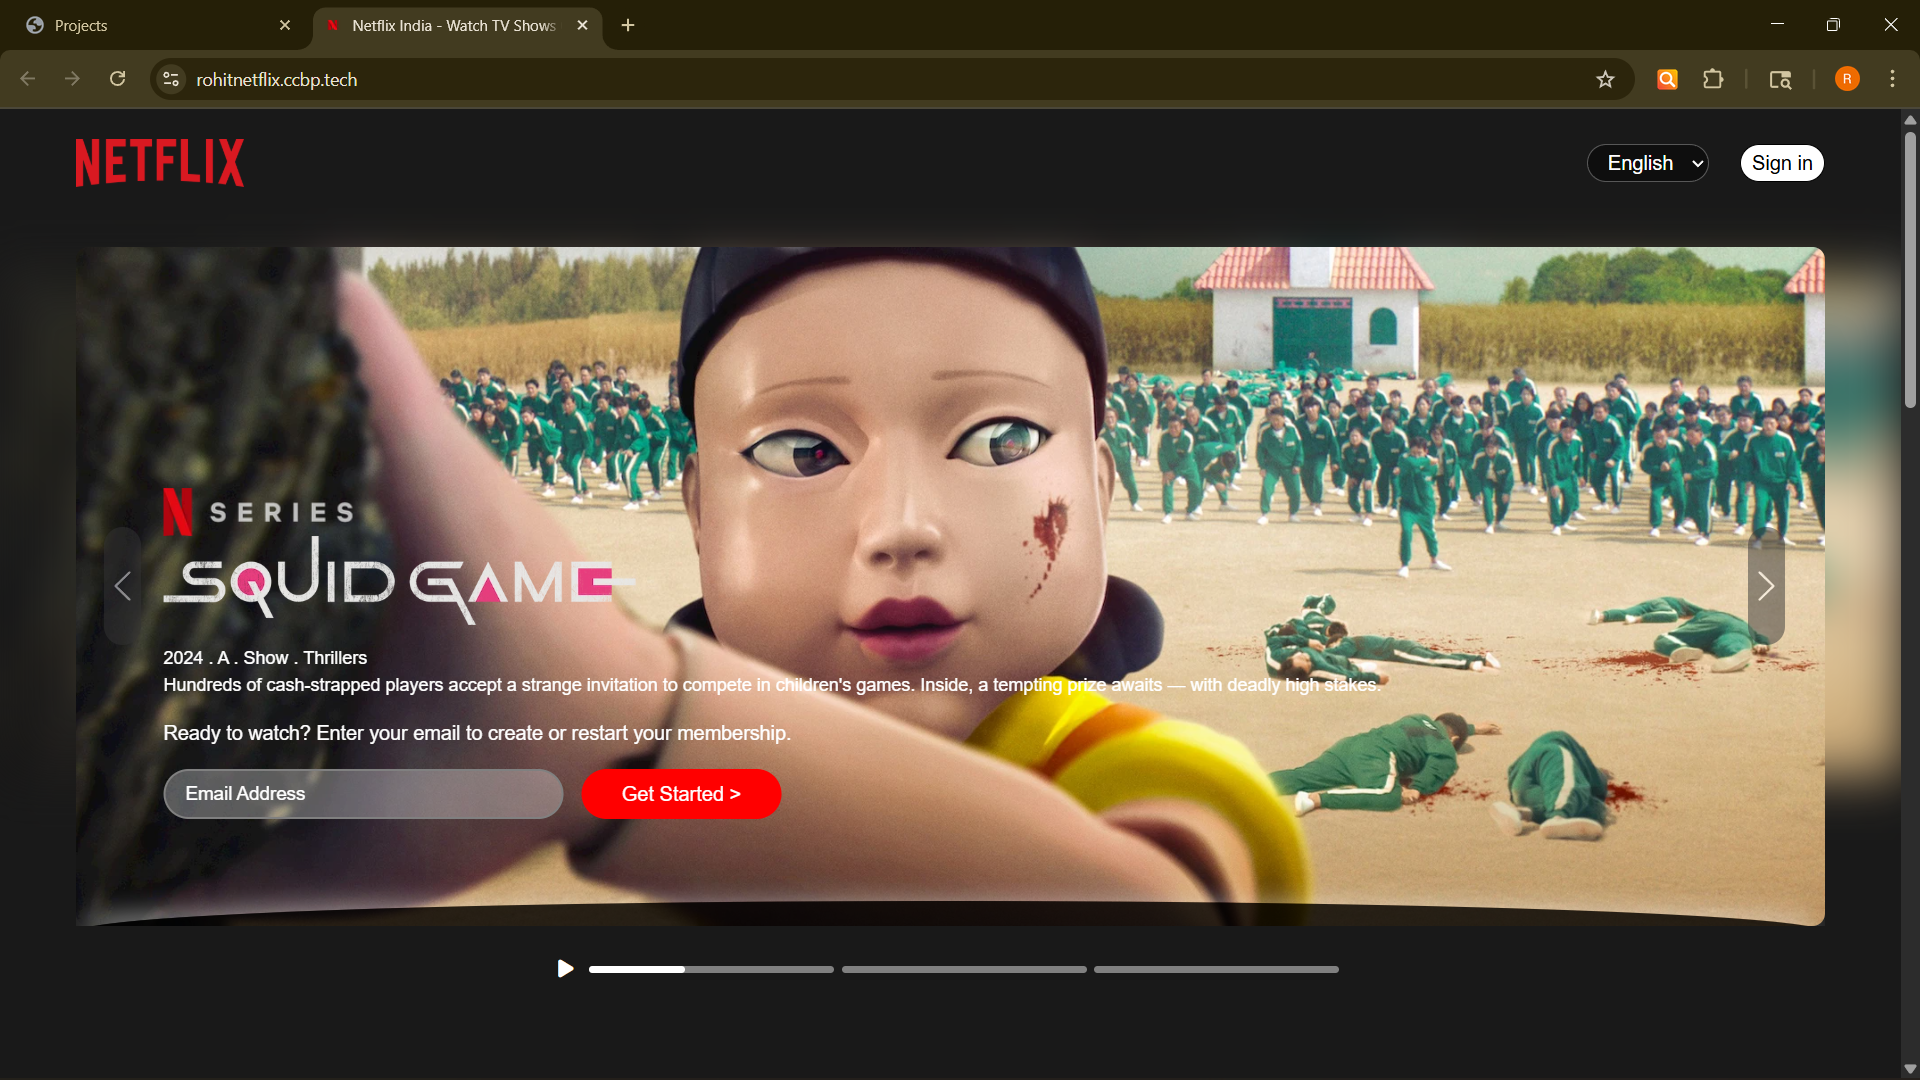 Projects
Netflix India - Watch TV Shows
rohitnetflix.ccbp.tech
R
NETFLIX
English
Sign in
N SERIES
SQUID GAME
2024 . A . Show . Thrillers
Hundreds of cash-strapped players accept a strange invitation to compete in children's games. Inside, a tempting prize awaits — with deadly high stakes.
Ready to watch? Enter your email to create or restart your membership.
Email Address
Get Started >